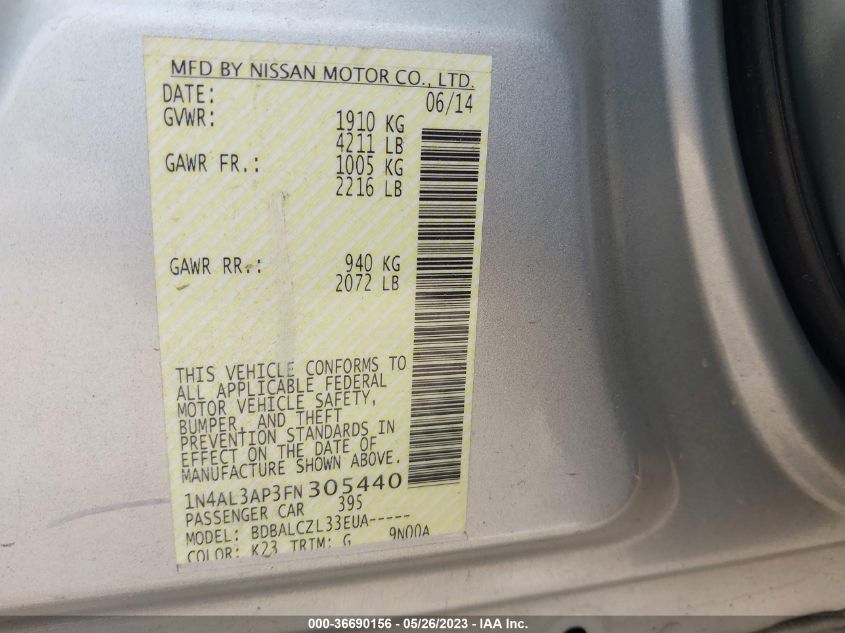 MFD BY NISSAN MOTOR CO., LTD.
DATE: 06/14
GVWR: 1910 KG
4211 LB
GAWR FR.: 1005 KG
2216 LB
GAWR RR.: 940 KG
2072 LB
THIS VEHICLE CONFORMS TO
ALL APPLICABLE FEDERAL
MOTOR VEHICLE SAFETY,
BUMPER, AND THEFT
PREVENTION STANDARDS IN
EFFECT ON THE DATE OF
MANUFACTURE SHOWN ABOVE.
1N4AL3AP3FN 305440
PASSENGER CAR 395
MODEL: BDBALCZL33EUA-----
COLOR: K23 TRIM: G 9N00A
000-36690156 — 05/26/2023 — IAA Inc.